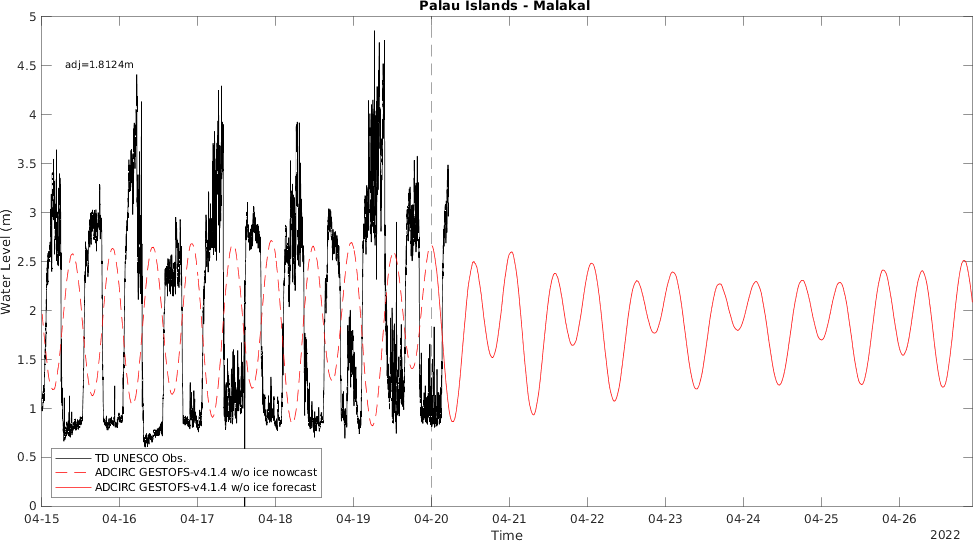 Palau Islands - Malakal
5
4.5
adj=1.8124m
4
3.5
3
2.5
2
1.5
1
0.5
0
Water Level (m)
TD UNESCO Obs.
ADCIRC GESTOFS-v4.1.4 w/o ice nowcast
ADCIRC GESTOFS-v4.1.4 w/o ice forecast
04-15 04-16 04-17 04-18 04-19 04-20 04-21 04-22 04-23 04-24 04-25 04-26
Time
2022